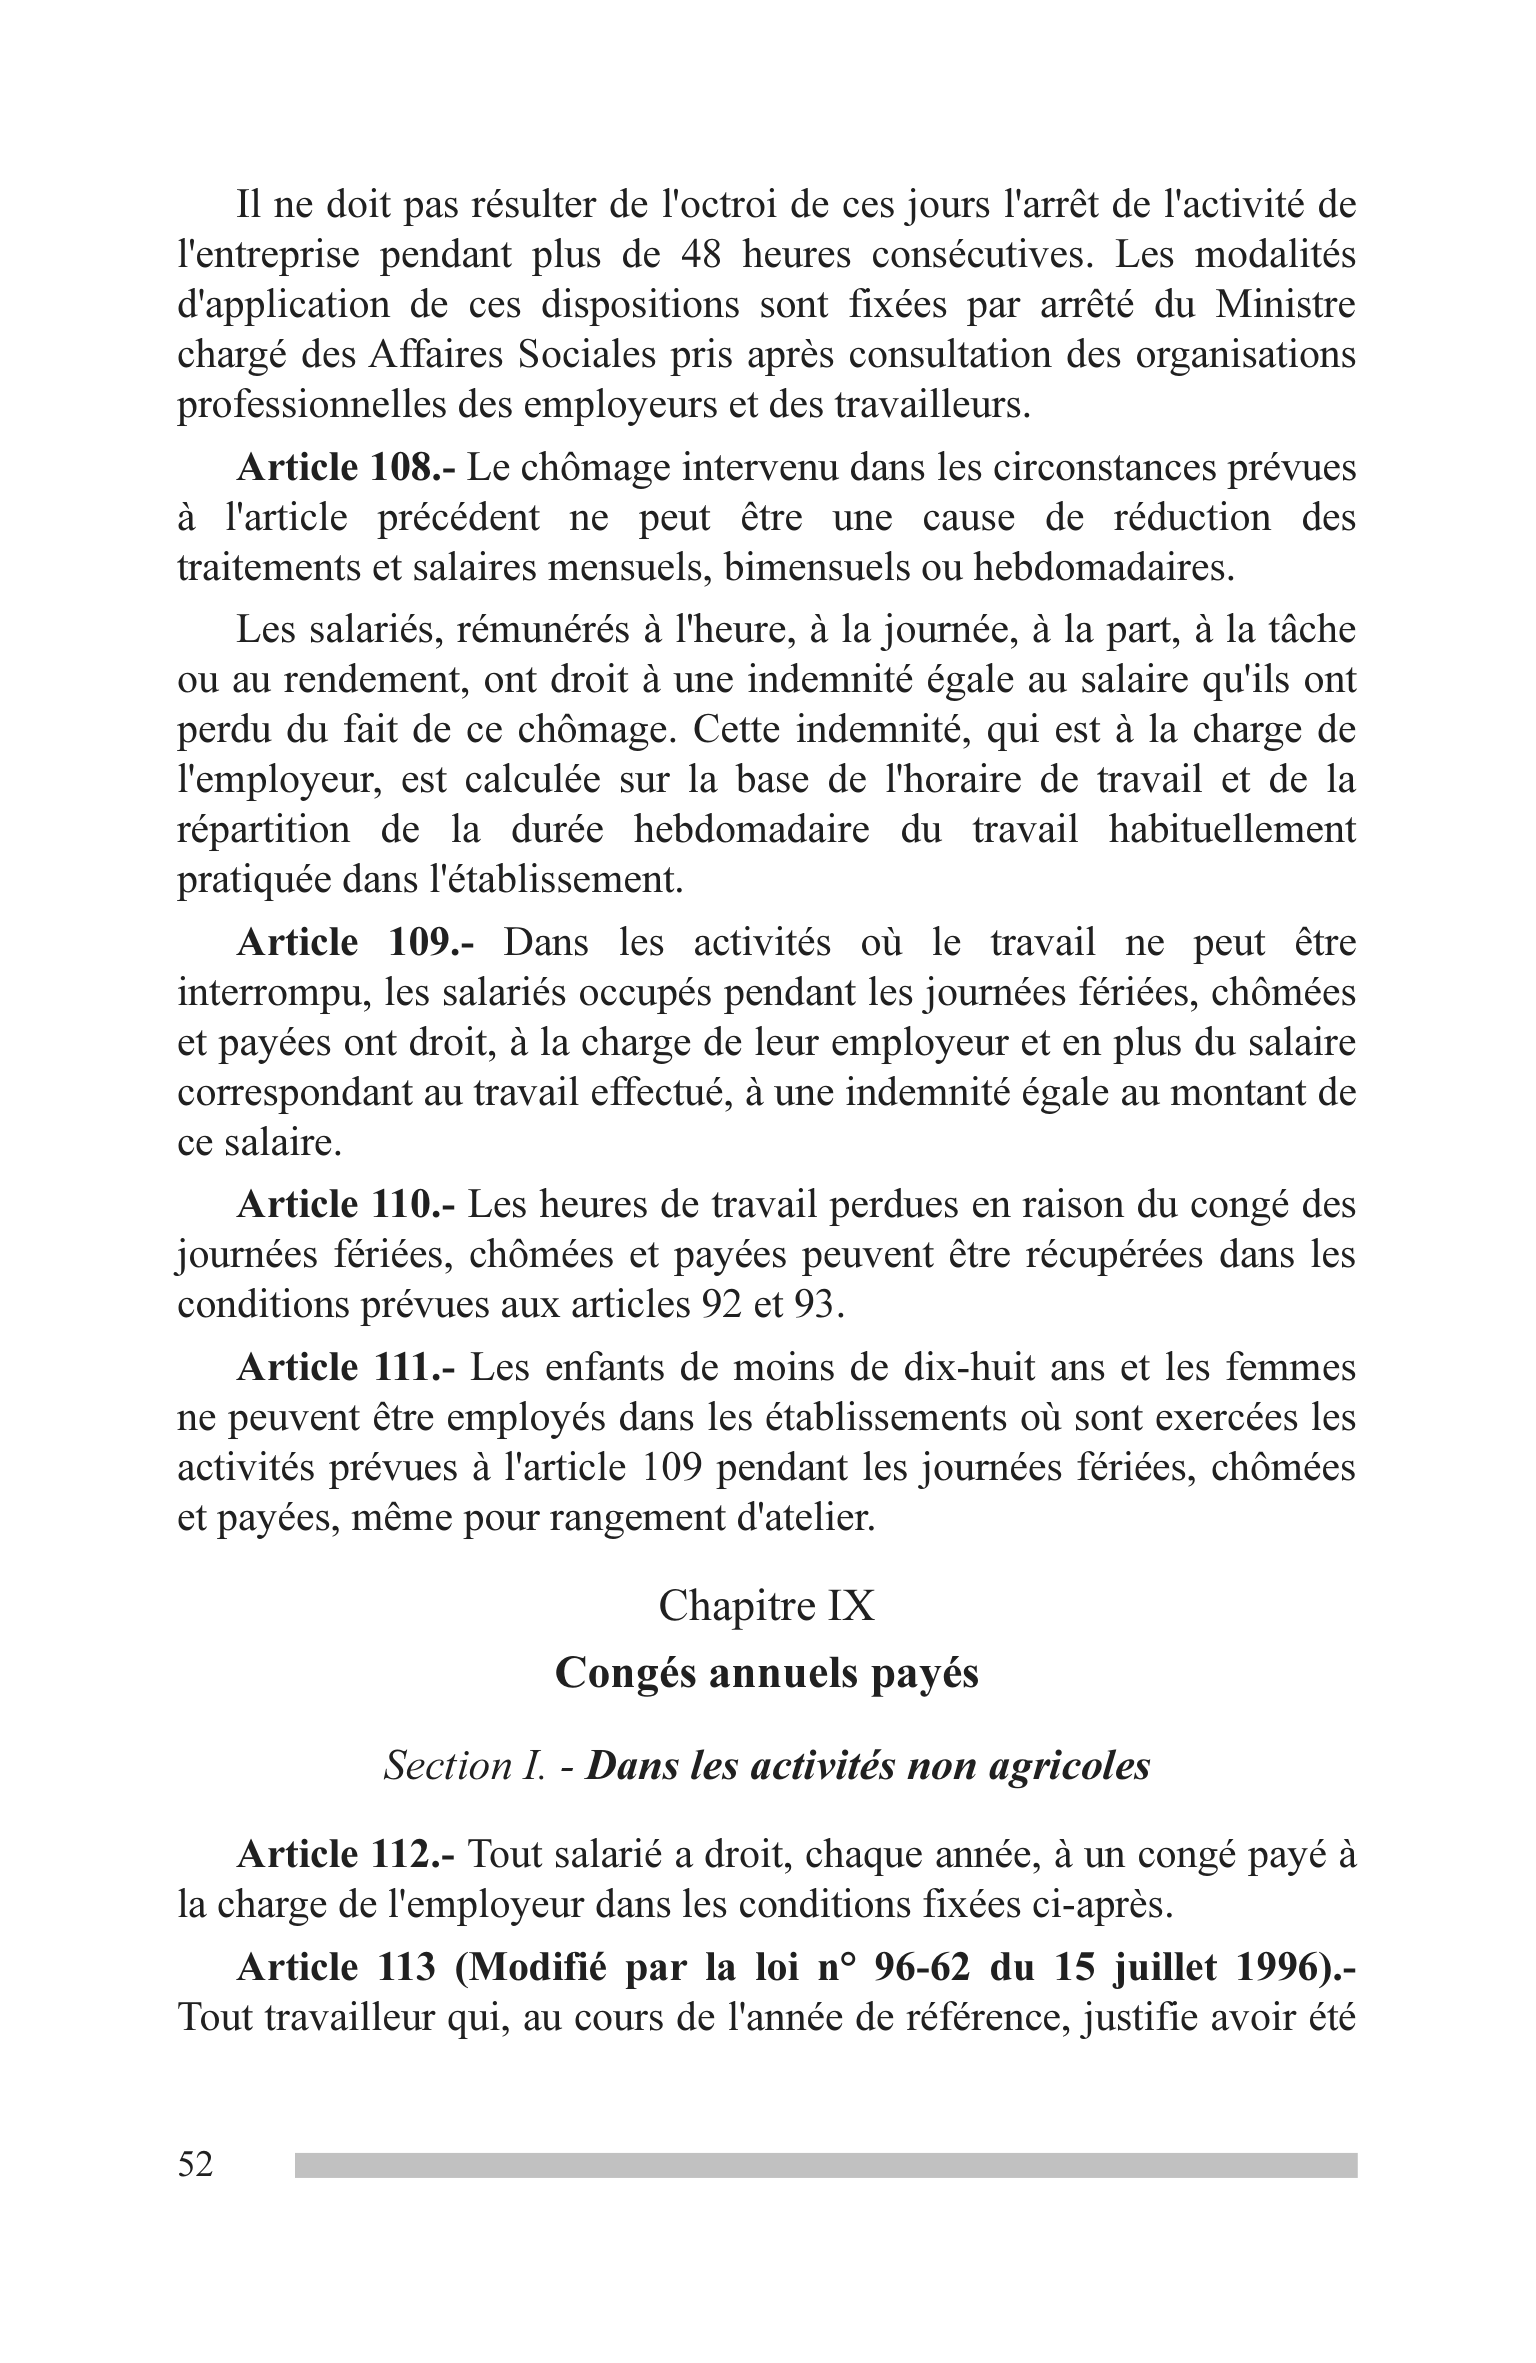 Il ne doit pas résulter de l'octroi de ces jours l'arrêt de l'activité de
l'entreprise pendant plus de 48 heures consécutives. Les modalités
d'application de ces dispositions sont fixées par arrêté du Ministre
chargé des Affaires Sociales pris après consultation des organisations
professionnelles des employeurs et des travailleurs.
Article 108.- Le chômage intervenu dans les circonstances prévues
à l'article précédent ne peut être une cause de réduction des
traitements et salaires mensuels, bimensuels ou hebdomadaires.
Les salariés, rémunérés à l'heure, à la journée, à la part, à la tâche
ou au rendement, ont droit à une indemnité égale au salaire qu'ils ont
perdu du fait de ce chômage. Cette indemnité, qui est à la charge de
l'employeur, est calculée sur la base de l'horaire de travail et de la
répartition de la durée hebdomadaire du travail habituellement
pratiquée dans l'établissement.
Article 109.- Dans les activités où le travail ne peut être
interrompu, les salariés occupés pendant les journées fériées, chômées
et payées ont droit, à la charge de leur employeur et en plus du salaire
correspondant au travail effectué, à une indemnité égale au montant de
ce salaire.
Article 110.- Les heures de travail perdues en raison du congé des
journées fériées, chômées et payées peuvent être récupérées dans les
conditions prévues aux articles 92 et 93.
Article 111.- Les enfants de moins de dix-huit ans et les femmes
ne peuvent être employés dans les établissements où sont exercées les
activités prévues à l'article 109 pendant les journées fériées, chômées
et payées, même pour rangement d'atelier.
Chapitre IX
Congés annuels payés
Section I. - Dans les activités non agricoles
Article 112.- Tout salarié a droit, chaque année, à un congé payé à
la charge de l'employeur dans les conditions fixées ci-après.
Article 113 (Modifié par la loi n° 96-62 du 15 juillet 1996).-
Tout travailleur qui, au cours de l'année de référence, justifie avoir été
52